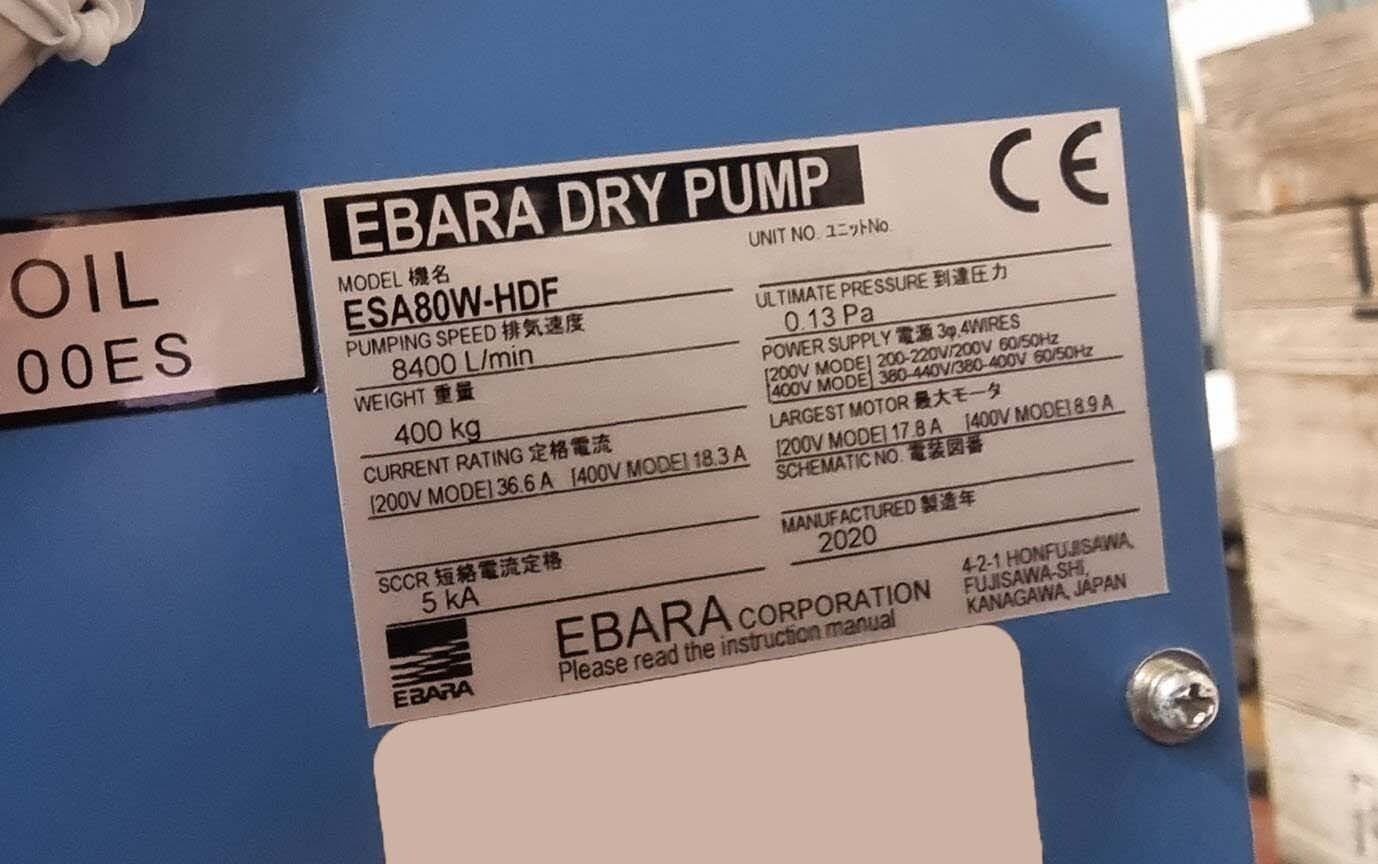 OIL
00ES
EBARA DRY PUMP
CE
MODEL 機名
ESA80W-HDF
UNIT NO. ユニットNo.
PUMPING SPEED 排気速度
8400 L/min
ULTIMATE PRESSURE 到達圧力
0.13 Pa
WEIGHT 重量
400 kg
POWER SUPPLY 電源 3φ,4WIRES
[200V MODE] 200-220V/200V 60/50Hz
[400V MODE] 380-440V/380-400V 60/50Hz
CURRENT RATING 定格電流
[200V MODE] 36.6 A [400V MODE] 18.3 A
LARGEST MOTOR 最大モータ
[200V MODE] 17.8 A [400V MODE] 8.9 A
SCHEMATIC NO. 電装図番
SCCR 短絡電流定格
5 kA
MANUFACTURED 製造年
2020
EBARA
EBARA CORPORATION
Please read the instruction manual
4-2-1 HONFUJISAWA,
FUJISAWA-SHI,
KANAGAWA, JAPAN